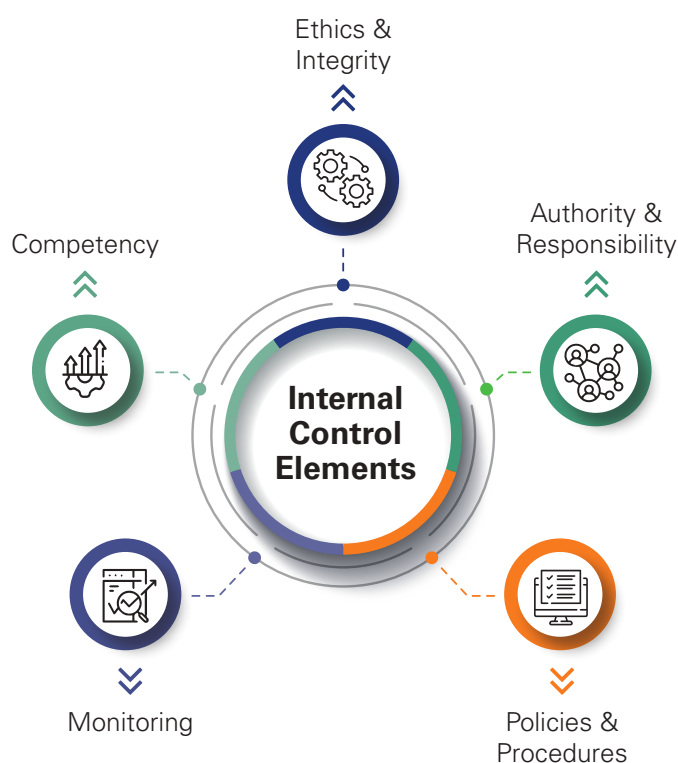 Ethics &
Integrity
Authority &
Responsibility
Competency
Internal
Control
Elements
Monitoring
Policies &
Procedures